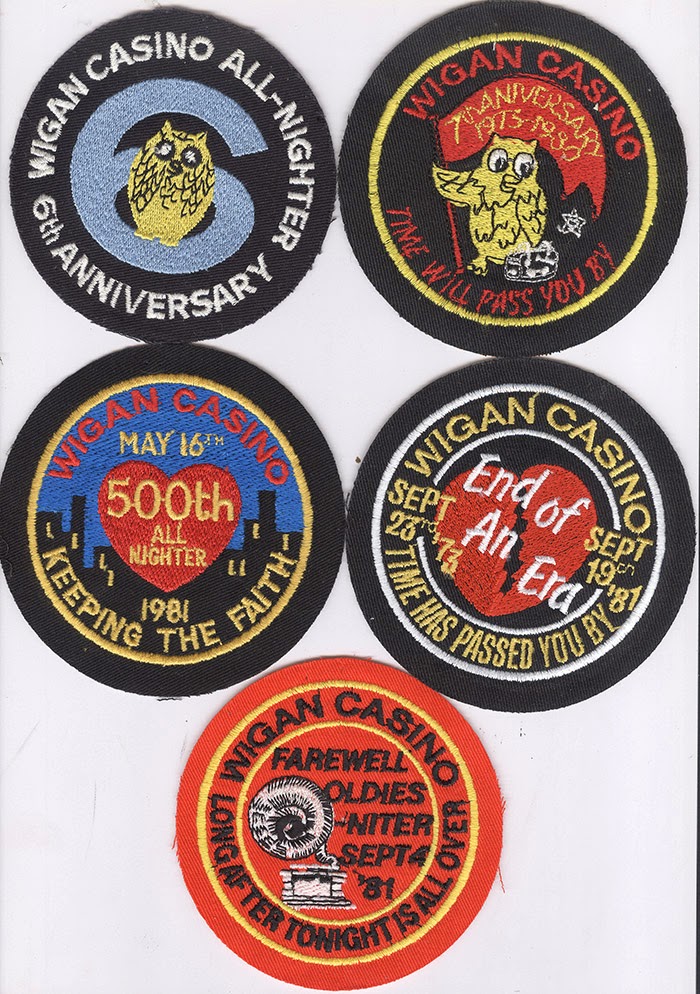 WIGAN CASINO ALL-NIGHTER
6th ANNIVERSARY
WIGAN CASINO
7th ANIVERSARY
1973-1980
TIME WILL PASS YOU BY
WIGAN CASINO
MAY 16TH
500th
ALL
NIGHTER
1981
KEEPING THE FAITH
WIGAN CASINO
End of
An
Era
SEPT
23rd
'73
SEPT
19th
'81
TIME HAS PASSED YOU BY
WIGAN CASINO
FAREWELL
OLDIES
-NITER
SEPT 4
'81
LONG AFTER TONIGHT IS ALL OVER